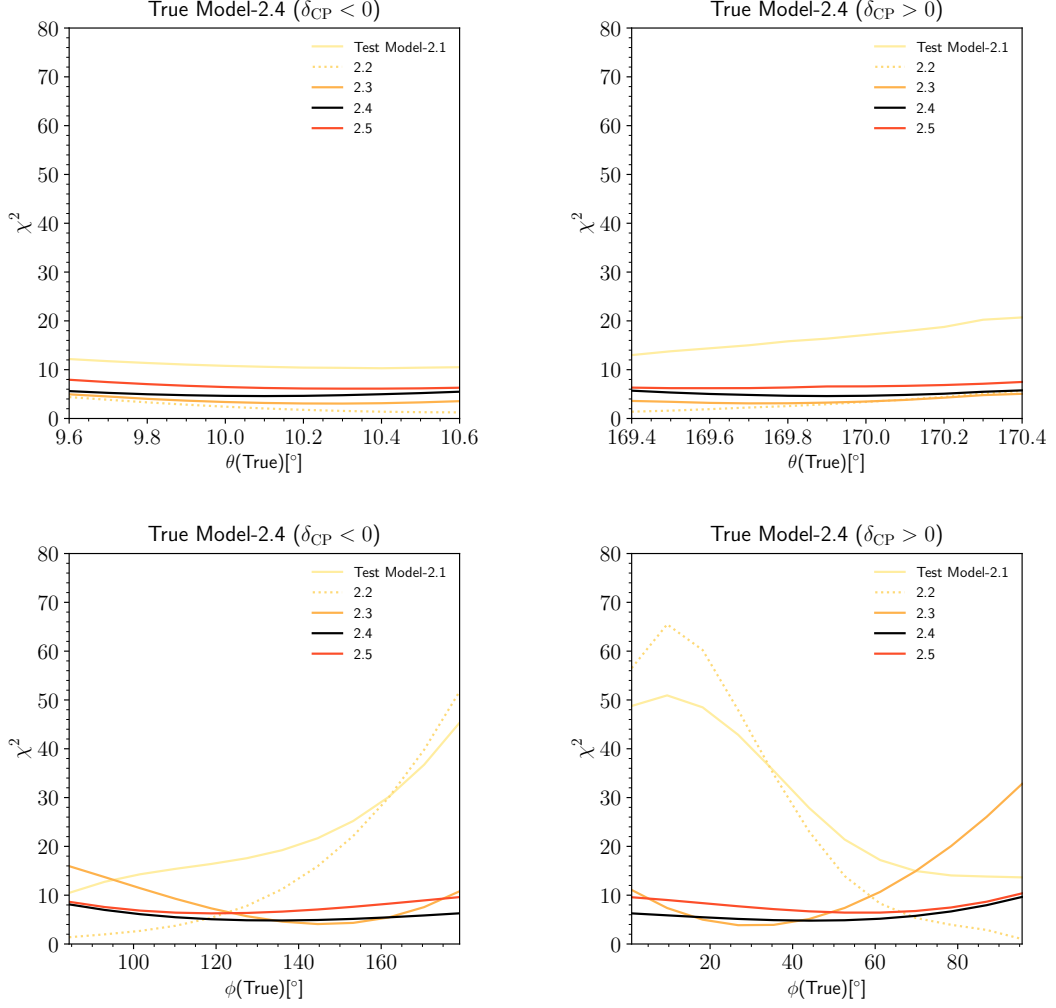 True Model-2.4 (δCP < 0)
80
70
60
50
40
30
20
10
0
χ²
Test Model-2.1
2.2
2.3
2.4
2.5
9.6 9.8 10.0 10.2 10.4 10.6
θ(True)[°]
True Model-2.4 (δCP > 0)
80
70
60
50
40
30
20
10
0
χ²
Test Model-2.1
2.2
2.3
2.4
2.5
169.4 169.6 169.8 170.0 170.2 170.4
θ(True)[°]
True Model-2.4 (δCP < 0)
80
70
60
50
40
30
20
10
0
χ²
Test Model-2.1
2.2
2.3
2.4
2.5
100 120 140 160
ϕ(True)[°]
True Model-2.4 (δCP > 0)
80
70
60
50
40
30
20
10
0
χ²
Test Model-2.1
2.2
2.3
2.4
2.5
20 40 60 80
ϕ(True)[°]